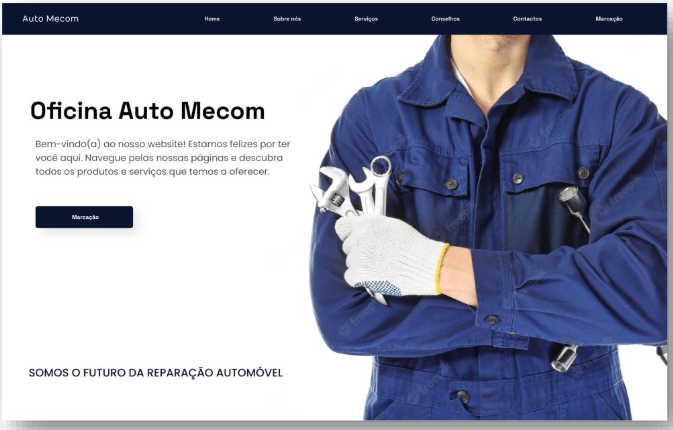 Auto Mecom
Home
Sobre nós
Serviços
Conselhos
Contactos
Marcação
Oficina Auto Mecom
Bem-vindo(a) ao nosso website! Estamos felizes por ter
você aqui. Navegue pelas nossas páginas e descubra
todos os produtos e serviços que temos a oferecer.
Marcação
SOMOS O FUTURO DA REPARAÇÃO AUTOMÓVEL